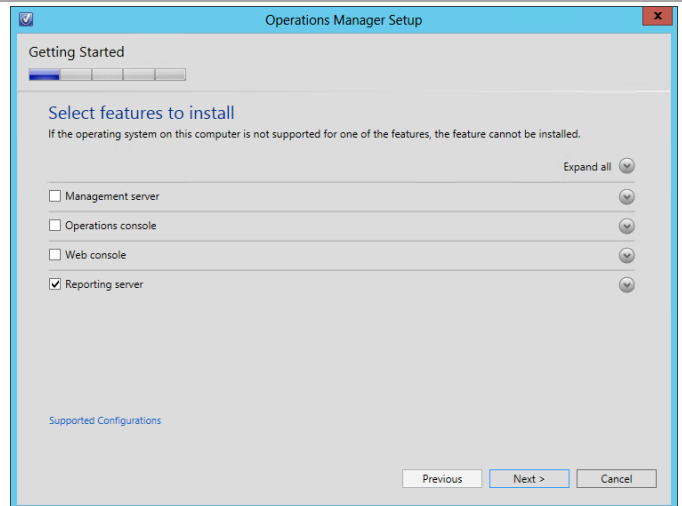 Operations Manager Setup
x
Getting Started
Select features to install
If the operating system on this computer is not supported for one of the features, the feature cannot be installed.
Expand all
Management server
Operations console
Web console
Reporting server
Supported Configurations
Previous Next > Cancel